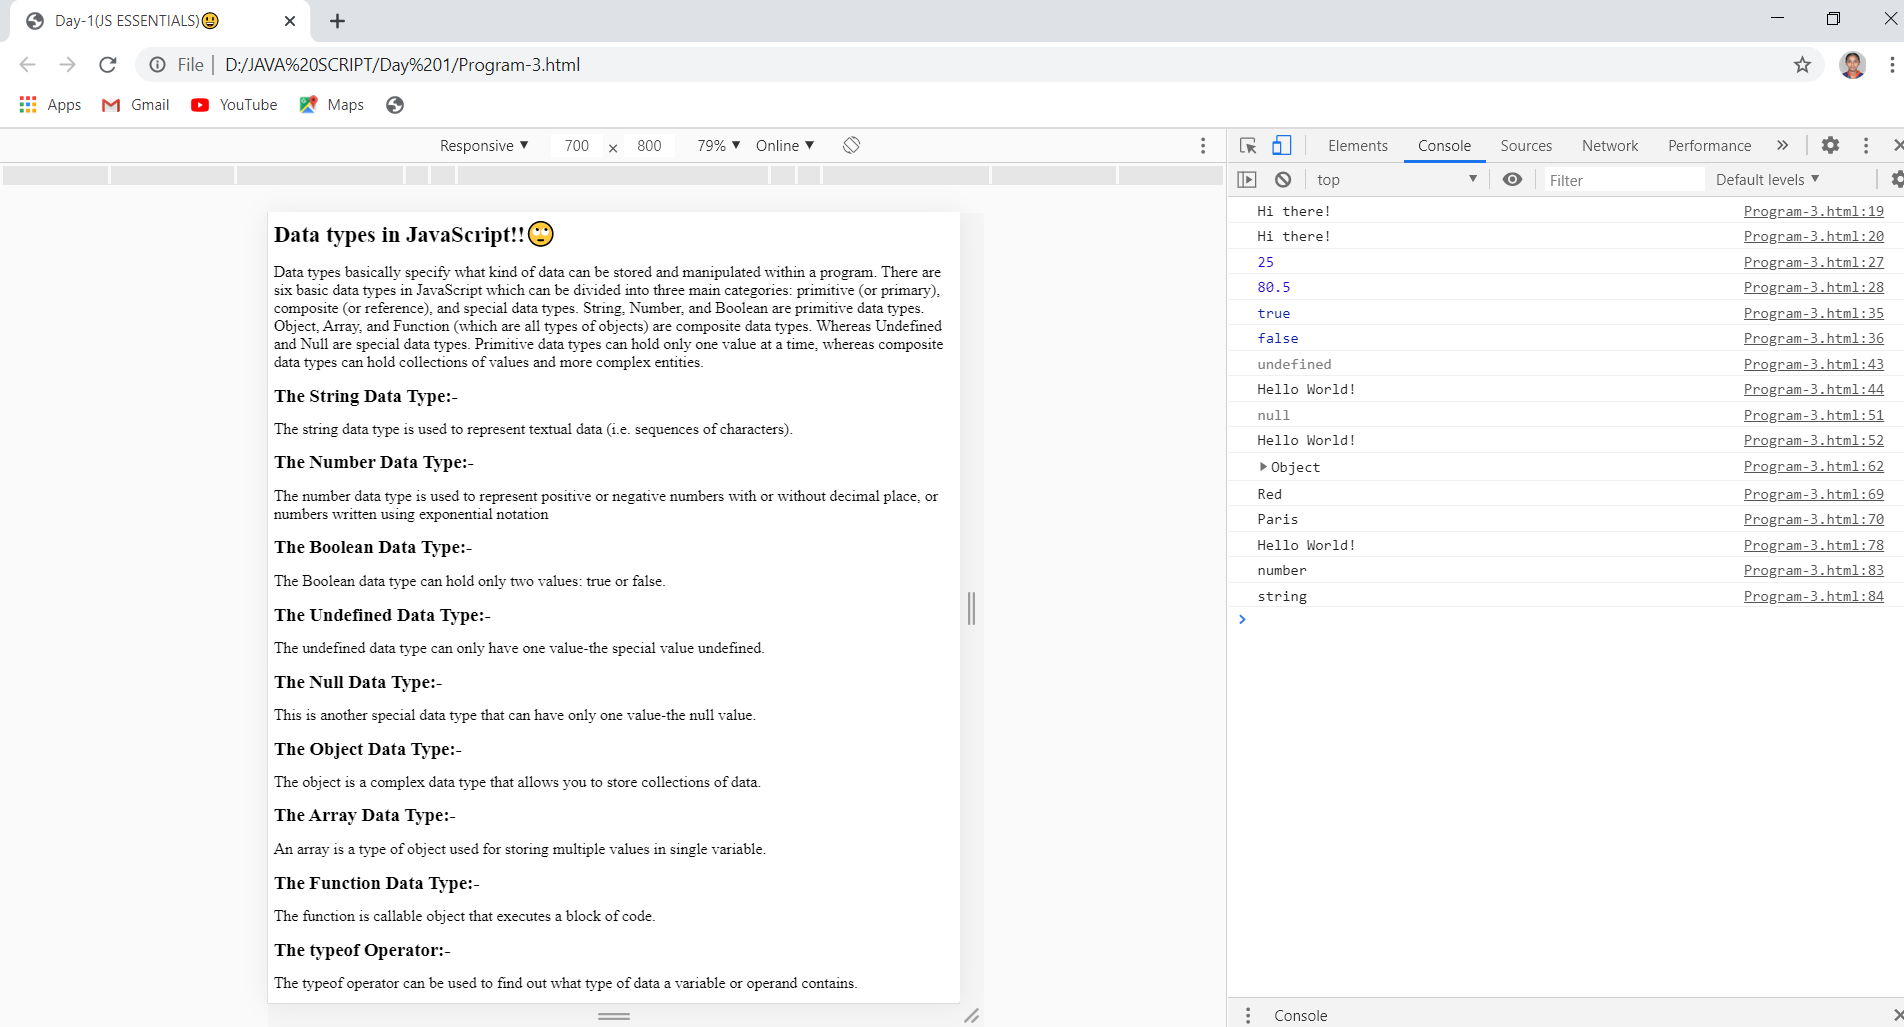 Day-1(JS ESSENTIALS)😃
File | D:/JAVA%20SCRIPT/Day%201/Program-3.html
Apps Gmail YouTube Maps
Responsive ▼ 700 × 800 79% ▼ Online ▼
Elements Console Sources Network Performance »
top ▼ Filter Default levels ▼
Data types in JavaScript!!🙄
Data types basically specify what kind of data can be stored and manipulated within a program. There are
six basic data types in JavaScript which can be divided into three main categories: primitive (or primary),
composite (or reference), and special data types. String, Number, and Boolean are primitive data types.
Object, Array, and Function (which are all types of objects) are composite data types. Whereas Undefined
and Null are special data types. Primitive data types can hold only one value at a time, whereas composite
data types can hold collections of values and more complex entities.
The String Data Type:-
The string data type is used to represent textual data (i.e. sequences of characters).
The Number Data Type:-
The number data type is used to represent positive or negative numbers with or without decimal place, or
numbers written using exponential notation
The Boolean Data Type:-
The Boolean data type can hold only two values: true or false.
The Undefined Data Type:-
The undefined data type can only have one value-the special value undefined.
The Null Data Type:-
This is another special data type that can have only one value-the null value.
The Object Data Type:-
The object is a complex data type that allows you to store collections of data.
The Array Data Type:-
An array is a type of object used for storing multiple values in single variable.
The Function Data Type:-
The function is callable object that executes a block of code.
The typeof Operator:-
The typeof operator can be used to find out what type of data a variable or operand contains.
Hi there! Program-3.html:19
Hi there! Program-3.html:20
25 Program-3.html:27
80.5 Program-3.html:28
true Program-3.html:35
false Program-3.html:36
undefined Program-3.html:43
Hello World! Program-3.html:44
null Program-3.html:51
Hello World! Program-3.html:52
▶Object Program-3.html:62
Red Program-3.html:69
Paris Program-3.html:70
Hello World! Program-3.html:78
number Program-3.html:83
string Program-3.html:84
Console